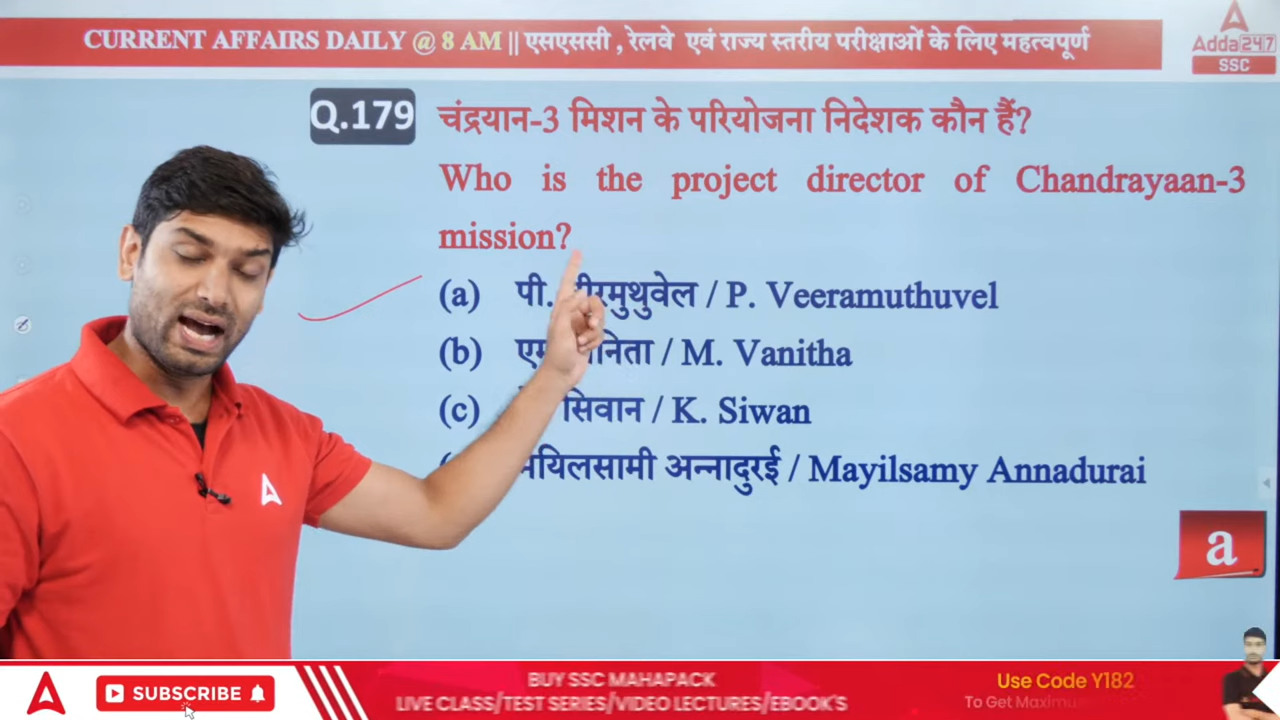 CURRENT AFFAIRS DAILY @ 8 AM || एसएससी , रेलवे एवं राज्य स्तरीय परीक्षाओं के लिए महत्वपूर्ण
Adda247
SSC
Q.179 चंद्रयान-3 मिशन के परियोजना निदेशक कौन हैं?
Who is the project director of Chandrayaan-3
mission?
(a) पी. / P. Veeramuthuvel
(b) / M. Vanitha
(c) सिवान / K. Siwan
अन्नादुरई / Mayilsamy Annadurai
a
SUBSCRIBE
BUY SSC MAHAPACK
LIVE CLASS/TEST SERIES/VIDEO LECTURES/EBOOK'S
Use Code Y182
To Get